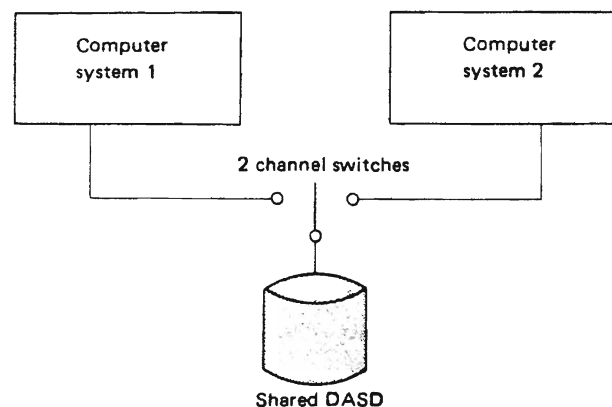 Computer
system 1
Computer
system 2
2 channel switches
Shared DASD